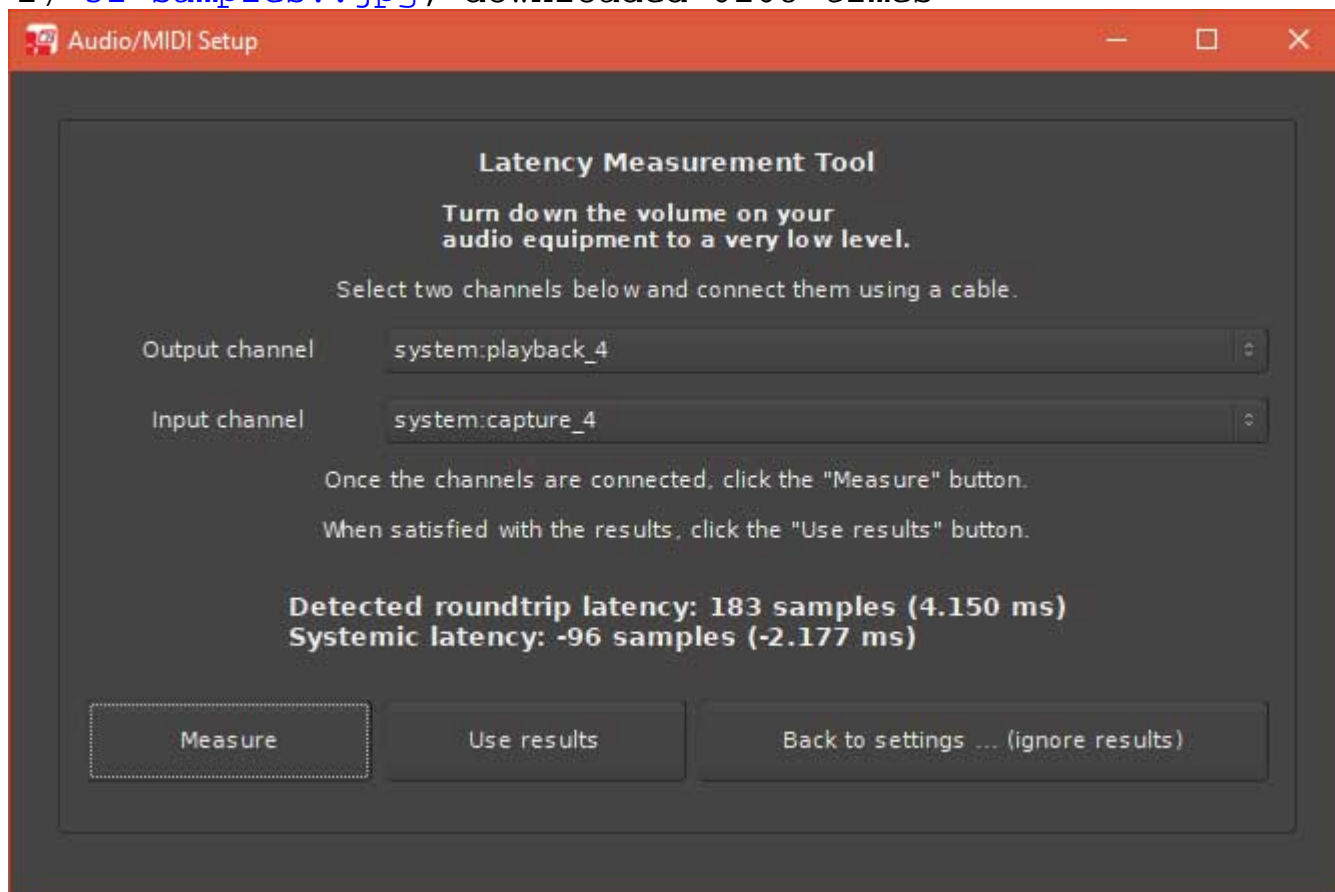 Audio/MIDI Setup
Latency Measurement Tool
Turn down the volume on your
audio equipment to a very low level.
Select two channels below and connect them using a cable.
Output channel system:playback_4
Input channel system:capture_4
Once the channels are connected, click the "Measure" button.
When satisfied with the results, click the "Use results" button.
Detected roundtrip latency: 183 samples (4.150 ms)
Systemic latency: -96 samples (-2.177 ms)
Measure Use results Back to settings ... (ignore results)